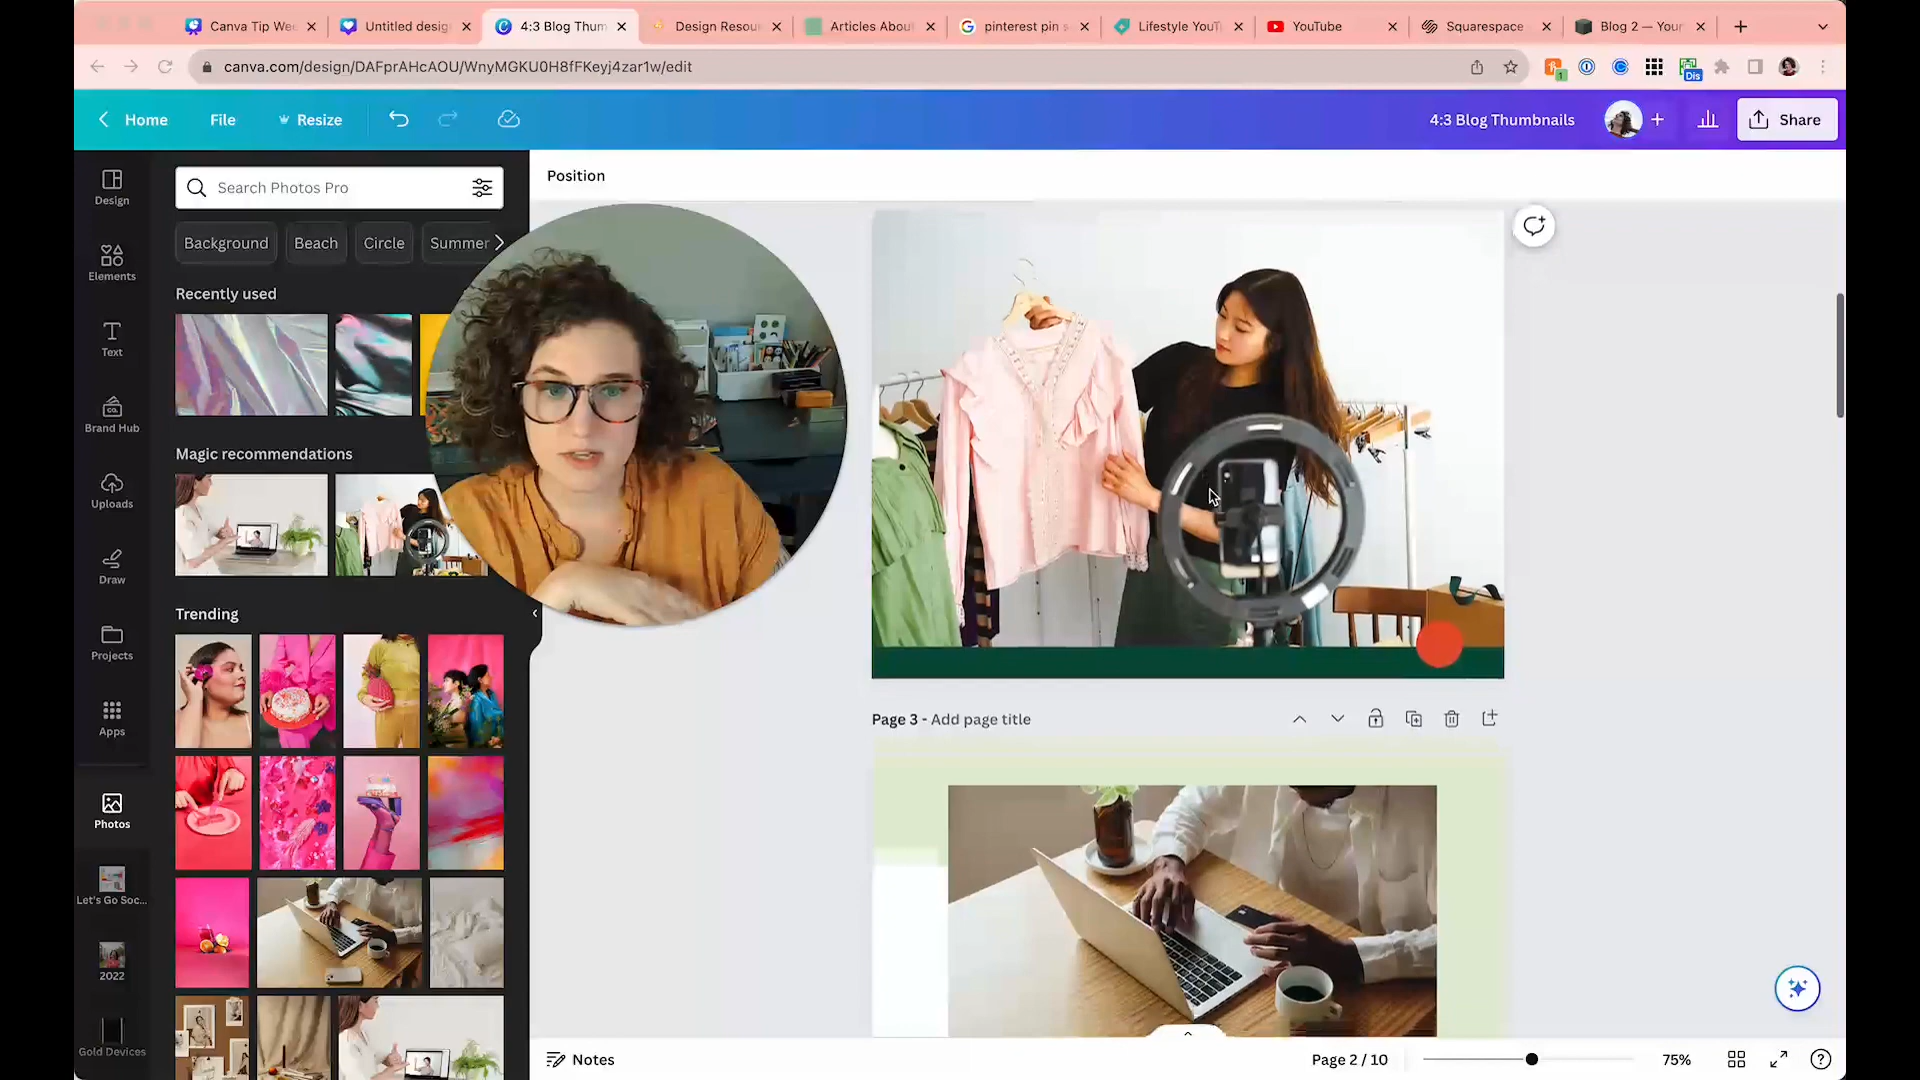 Canva Tip Wee
Untitled desig
4:3 Blog Thum
Design Resou
Articles Abou
pinterest pin s
Lifestyle YouT
YouTube
Squarespace
Blog 2 — Your
canva.com/design/DAFprAHcAOU/WnyMGKU0H8fFKeyj4zar1w/edit
1
Dis
Home
File
Resize
4:3 Blog Thumbnails
Share
Design
Elements
Text
Brand Hub
Uploads
Draw
Projects
Apps
Photos
Let's Go Soc...
2022
Gold Devices
Search Photos Pro
Background
Beach
Circle
Summer
Recently used
Magic recommendations
Trending
Position
Page 3 - Add page title
Notes
Page 2 / 10
75%